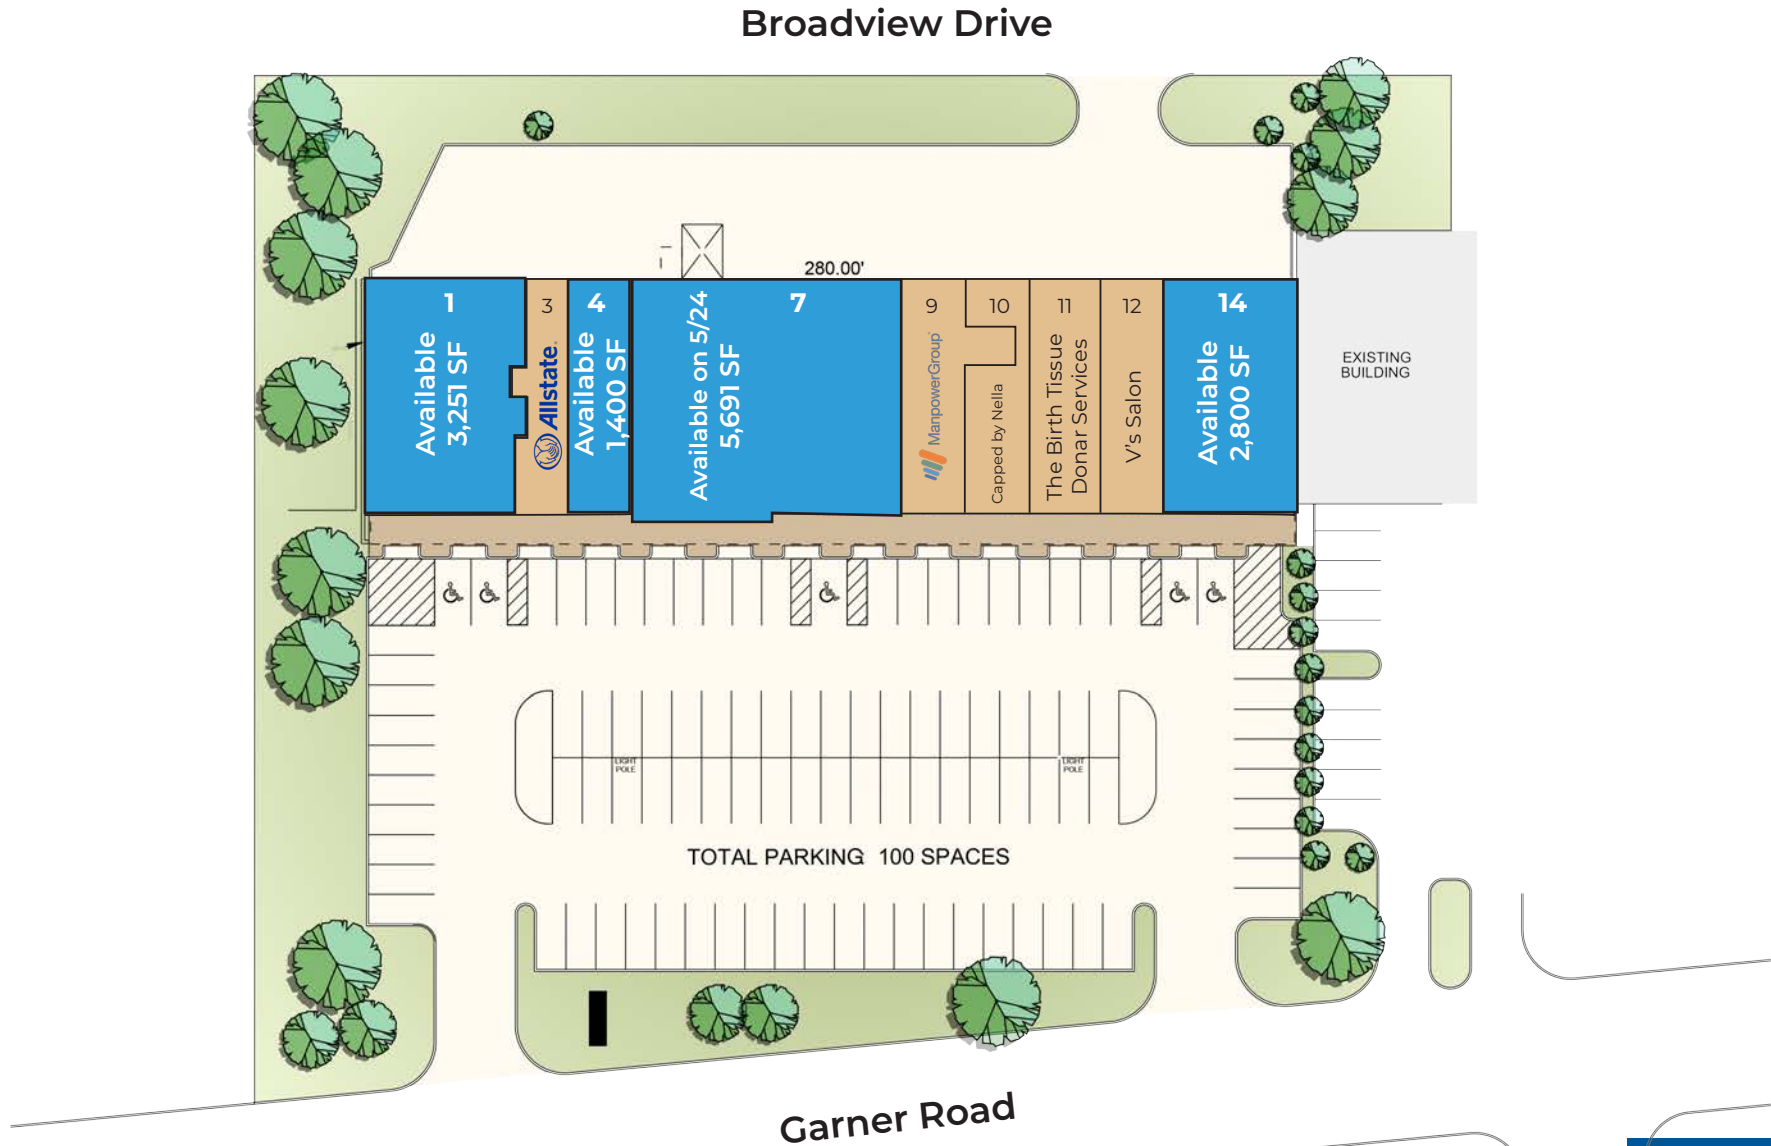 Broadview Drive
280.00'
1
Available
3,251 SF
3
Allstate.
4
Available
1,400 SF
Available on 5/24
5,691 SF
7
9
ManpowerGroup
10
Capped by Nella
11
The Birth Tissue
Donar Services
12
V's Salon
14
Available
2,800 SF
EXISTING
BUILDING
LIGHT
POLE
LIGHT
POLE
TOTAL PARKING 100 SPACES
Garner Road